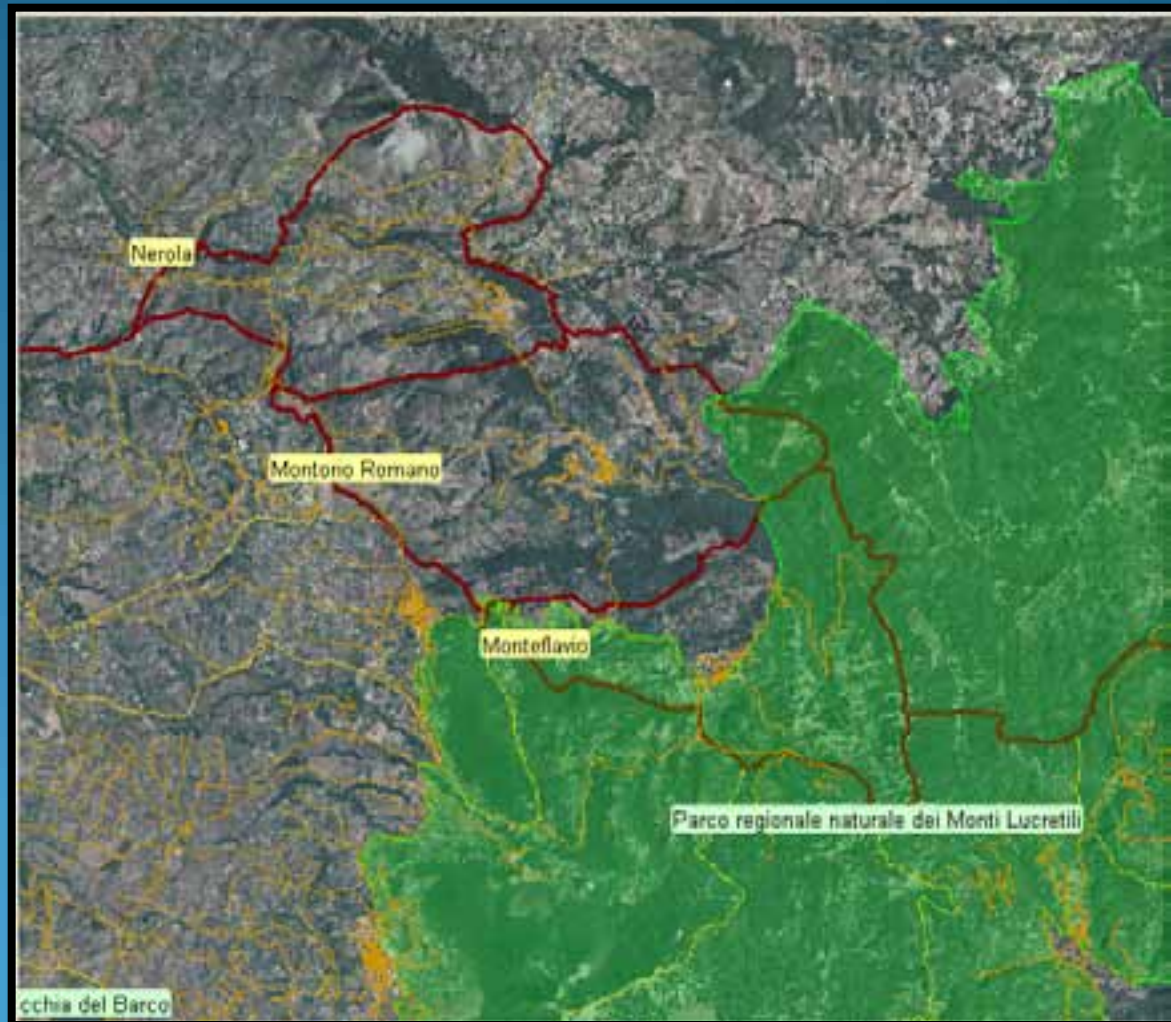 Nerola
Montorio Romano
Monteflavio
Parco regionale naturale dei Monti Lucretili
cchia del Barco